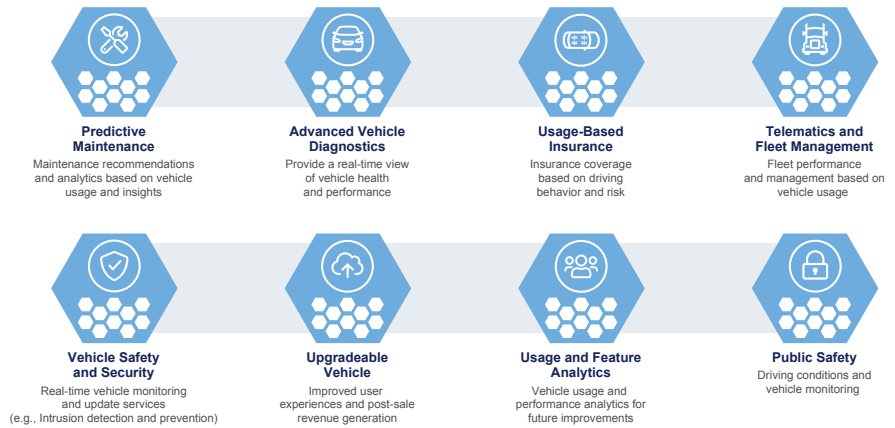 Predictive
Maintenance
Maintenance recommendations
and analytics based on vehicle
usage and insights
Advanced Vehicle
Diagnostics
Provide a real-time view
of vehicle health
and performance
Usage-Based
Insurance
Insurance coverage
based on driving
behavior and risk
Telematics and
Fleet Management
Fleet performance
and management based on
vehicle usage
Vehicle Safety
and Security
Real-time vehicle monitoring
and update services
(e.g., Intrusion detection and prevention)
Upgradeable
Vehicle
Improved user
experiences and post-sale
revenue generation
Usage and Feature
Analytics
Vehicle usage and
performance analytics for
future improvements
Public Safety
Driving conditions and
vehicle monitoring